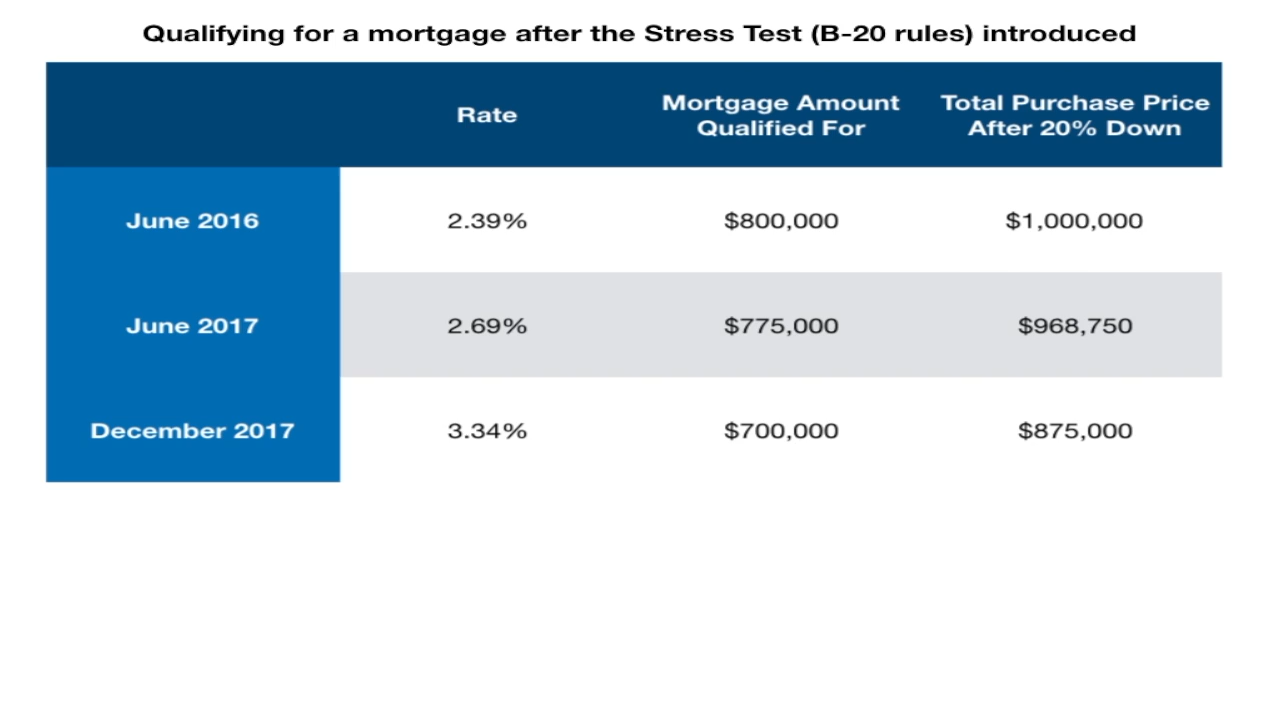 Qualifying for a mortgage after the Stress Test (B-20 rules) introduced
Rate
Mortgage Amount
Qualified For
Total Purchase Price
After 20% Down
June 2016 2.39% $800,000 $1,000,000
June 2017 2.69% $775,000 $968,750
December 2017 3.34% $700,000 $875,000